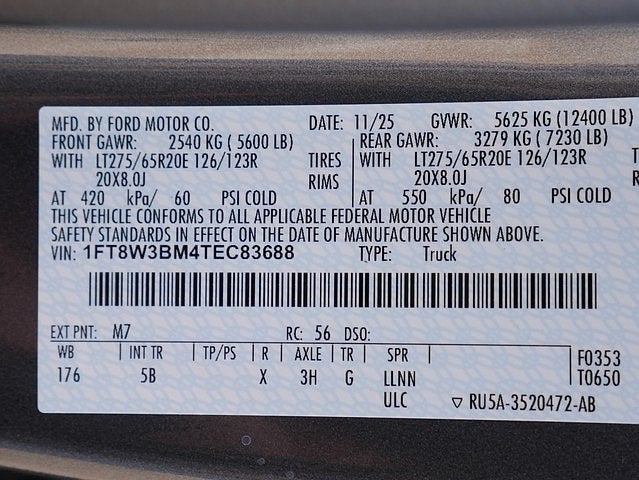 MFD. BY FORD MOTOR CO. DATE: 11/25 GVWR: 5625 KG (12400 LB)
FRONT GAWR: 2540 KG ( 5600 LB) REAR GAWR: 3279 KG ( 7230 LB)
WITH LT275/65R20E 126/123R TIRES WITH LT275/65R20E 126/123R
20X8.0J RIMS 20X8.0J
AT 420 kPa/ 60 PSI COLD AT 550 kPa/ 80 PSI COLD
THIS VEHICLE CONFORMS TO ALL APPLICABLE FEDERAL MOTOR VEHICLE
SAFETY STANDARDS IN EFFECT ON THE DATE OF MANUFACTURE SHOWN ABOVE.
VIN: 1FT8W3BM4TEC83688 TYPE: Truck
EXT PNT: M7 RC: 56 DSO:
WB INT TR TP/PS R AXLE TR SPR F0353
176 5B X 3H G LLNN T0650
ULC ▽ RU5A-3520472-AB